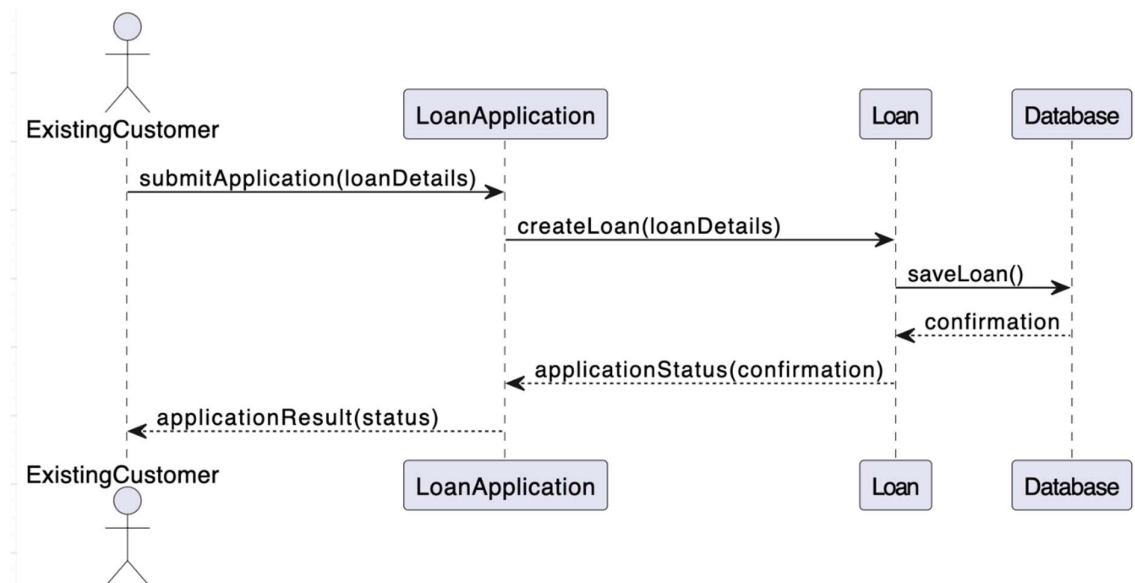 ExistingCustomer
LoanApplication
Loan
Database
submitApplication(loanDetails)
createLoan(loanDetails)
saveLoan()
confirmation
applicationStatus(confirmation)
applicationResult(status)
ExistingCustomer
LoanApplication
Loan
Database